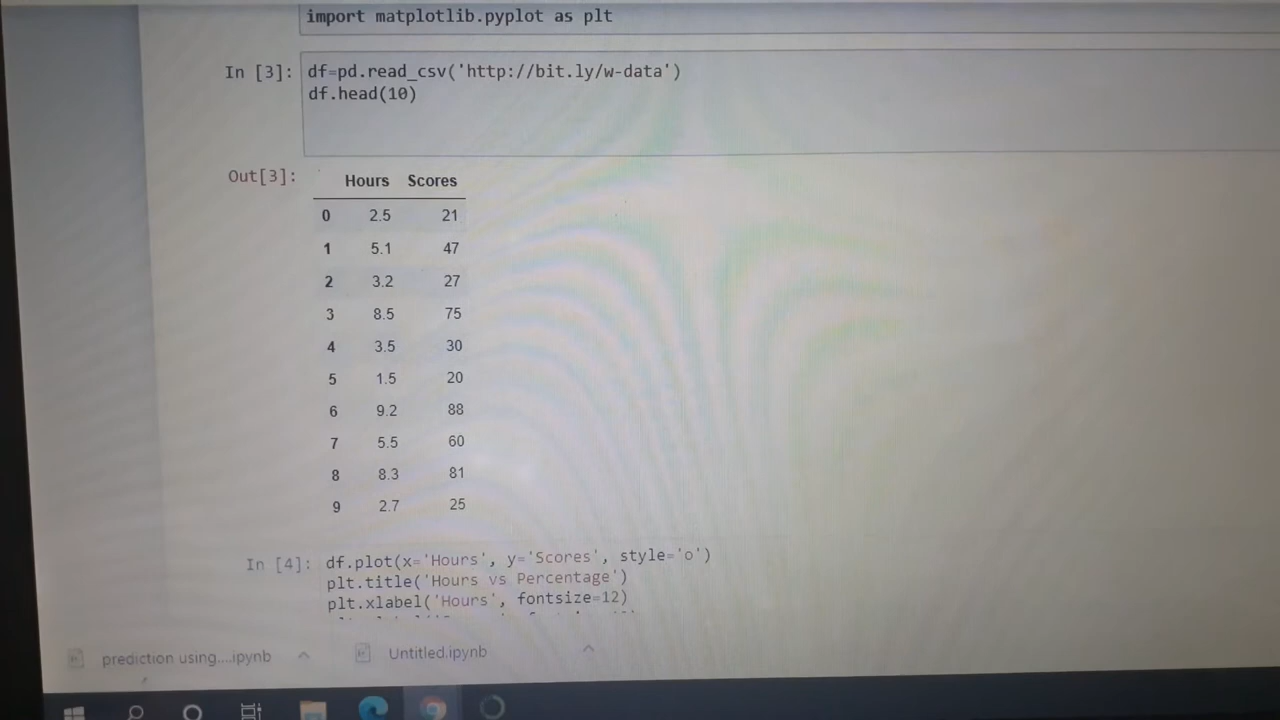 import matplotlib.pyplot as plt
In [3]: df=pd.read_csv('http://bit.ly/w-data')
df.head(10)
Out[3]:
Hours Scores
0 2.5 21
1 5.1 47
2 3.2 27
3 8.5 75
4 3.5 30
5 1.5 20
6 9.2 88
7 5.5 60
8 8.3 81
9 2.7 25
In [4]: df.plot(x='Hours', y='Scores', style='o')
plt.title('Hours vs Percentage')
plt.xlabel('Hours', fontsize=12)
prediction using....ipynb Untitled.ipynb